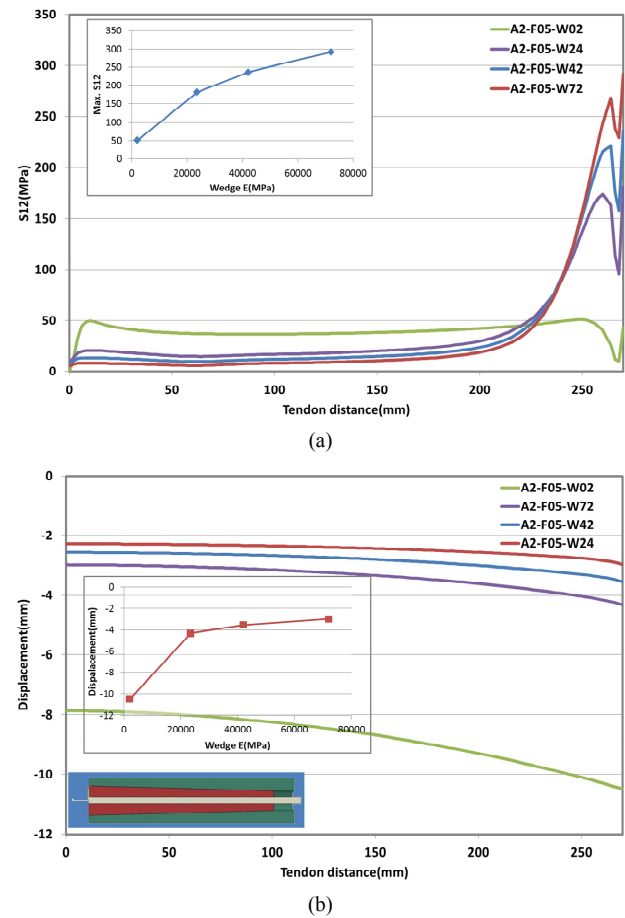 (a)
S12(MPa)
400
350
300
250
200
150
100
50
0
0
50
100
150
200
250
Tendon distance(mm)
A2-F05-W02
A2-F05-W24
A2-F05-W42
A2-F05-W72
Max. S12
350
300
250
200
150
100
50
0
0
20000
40000
60000
80000
Wedge E(MPa)
(a)
Displacement(mm)
0
-2
-4
-6
-8
-10
-12
0
50
100
150
200
250
Tendon distance(mm)
A2-F05-W02
A2-F05-W72
A2-F05-W42
A2-F05-W24
Dispalacement(mm)
0
-2
-4
-6
-8
-10
-12
0
20000
40000
60000
80000
Wedge E(MPa)
(b)